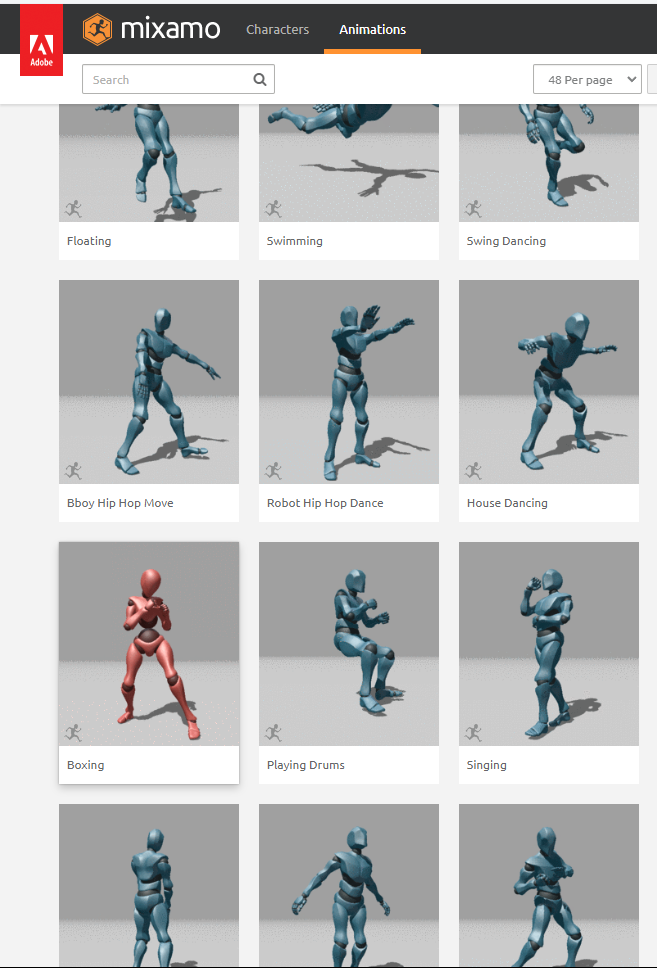 Adobe
mixamo
Characters
Animations
Search
48 Per page
Floating
Swimming
Swing Dancing
Bboy Hip Hop Move
Robot Hip Hop Dance
House Dancing
Boxing
Playing Drums
Singing